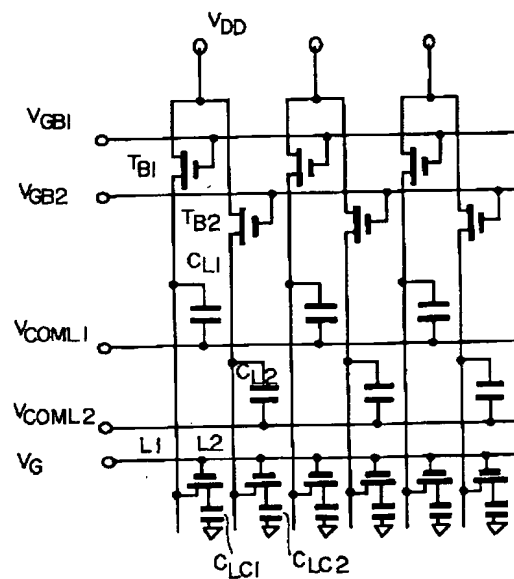 VDD
VGB1
TB1
VGB2
TB2
CL1
VCOML1
CL2
VCOML2
L1 L2
VG
CLC1 CLC2